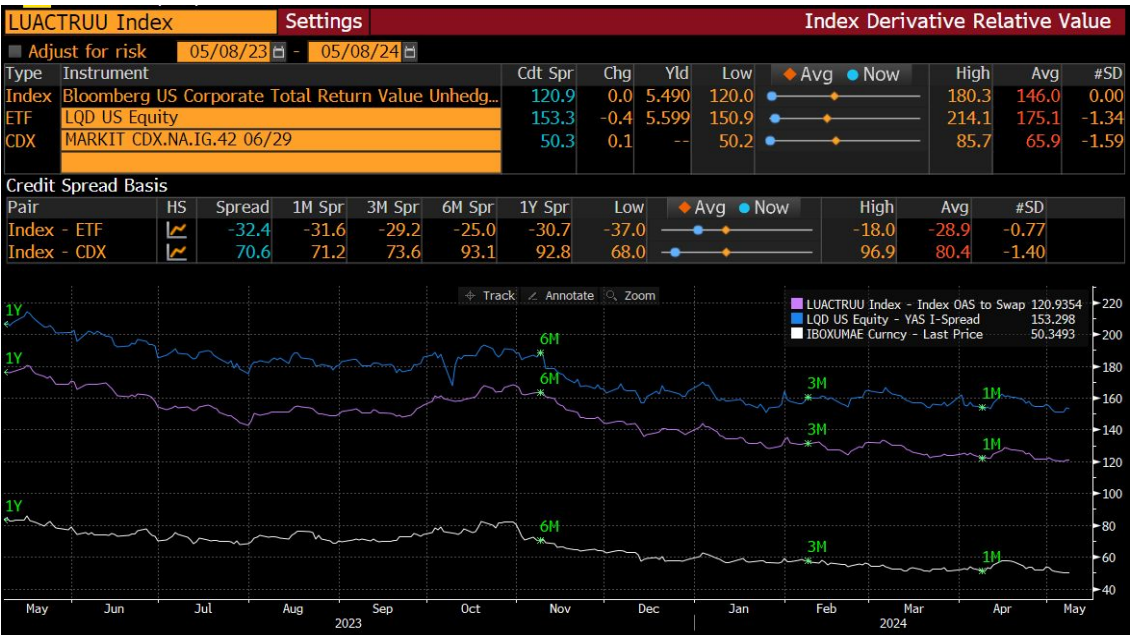 LUACTRUU Index Settings Index Derivative Relative Value
Adjust for risk 05/08/23 - 05/08/24
Type Instrument Cdt Spr Chg Yld Low Avg Now High Avg #SD
Index Bloomberg US Corporate Total Return Value Unhedg... 120.9 0.0 5.490 120.0 180.3 146.0 0.00
ETF LQD US Equity 153.3 -0.4 5.599 150.9 214.1 175.1 -1.34
CDX MARKIT CDX.NA.IG.42 06/29 50.3 0.1 -- 50.2 85.7 65.9 -1.59
Credit Spread Basis
Pair HS Spread 1M Spr 3M Spr 6M Spr 1Y Spr Low Avg Now High Avg #SD
Index - ETF -32.4 -31.6 -29.2 -25.0 -30.7 -37.0 -18.0 -28.9 -0.77
Index - CDX 70.6 71.2 73.6 93.1 92.8 68.0 96.9 80.4 -1.40
Track Annotate Zoom
LUACTRUU Index - Index OAS to Swap 120.9354
LQD US Equity - YAS I-Spread 153.298
IBOXUMAE Curncy - Last Price 50.3493
1Y
6M
3M
1M
1Y
6M
3M
1M
1Y
6M
3M
1M
220
200
180
160
140
120
100
80
60
40
May Jun Jul Aug Sep Oct Nov Dec Jan Feb Mar Apr May
2023 2024